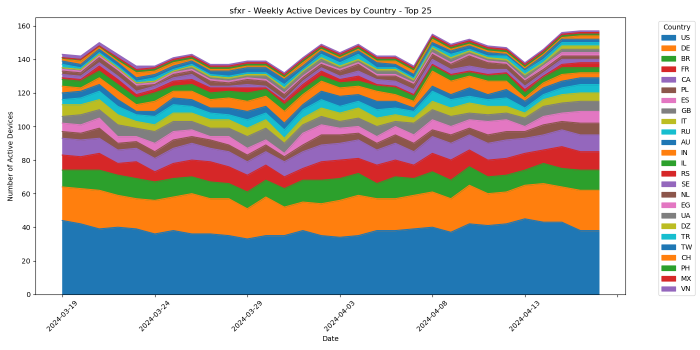 sfxr - Weekly Active Devices by Country - Top 25
Number of Active Devices
160
140
120
100
80
60
40
20
0
2024-03-19
2024-03-24
2024-03-29
2024-04-03
2024-04-08
2024-04-13
Date
Country
US
DE
BR
FR
CA
PL
ES
GB
IT
RU
AU
IN
IL
RS
SE
NL
EG
UA
DZ
TR
TW
CH
PH
MX
VN